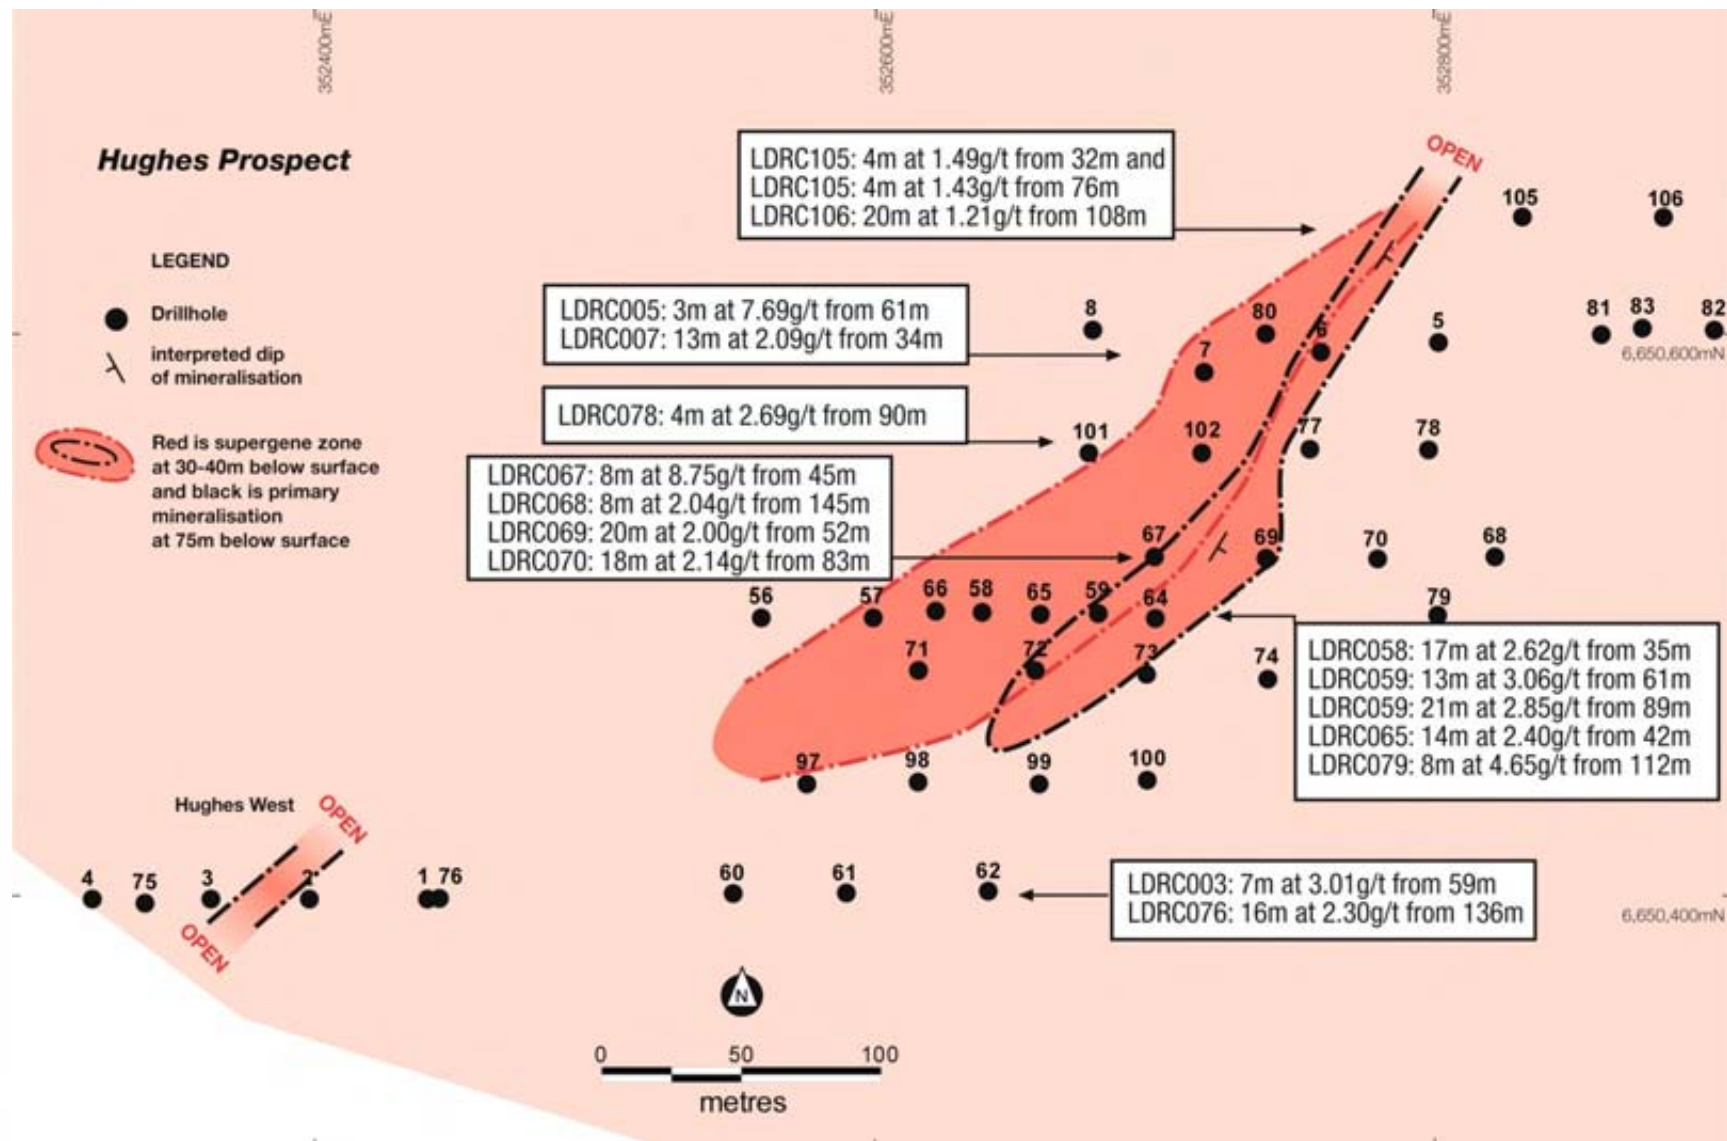 352400mE
352600mE
352800mE
Hughes Prospect
LEGEND
Drillhole
interpreted dip
of mineralisation
Red is supergene zone
at 30-40m below surface
and black is primary
mineralisation
at 75m below surface
OPEN
LDRC105: 4m at 1.49g/t from 32m and
LDRC105: 4m at 1.43g/t from 76m
LDRC106: 20m at 1.21g/t from 108m
105
106
LDRC005: 3m at 7.69g/t from 61m
LDRC007: 13m at 2.09g/t from 34m
8
80
6
5
81
83
82
7
6,650,600mN
LDRC078: 4m at 2.69g/t from 90m
101
102
77
78
LDRC067: 8m at 8.75g/t from 45m
LDRC068: 8m at 2.04g/t from 145m
LDRC069: 20m at 2.00g/t from 52m
LDRC070: 18m at 2.14g/t from 83m
67
69
70
68
56
57
66
58
65
59
64
79
71
72
73
74
LDRC058: 17m at 2.62g/t from 35m
LDRC059: 13m at 3.06g/t from 61m
LDRC059: 21m at 2.85g/t from 89m
LDRC065: 14m at 2.40g/t from 42m
LDRC079: 8m at 4.65g/t from 112m
97
98
99
100
Hughes West
OPEN
4
75
3
2
1 76
60
61
62
OPEN
LDRC003: 7m at 3.01g/t from 59m
LDRC076: 16m at 2.30g/t from 136m
6,650,400mN
N
0 50 100
metres